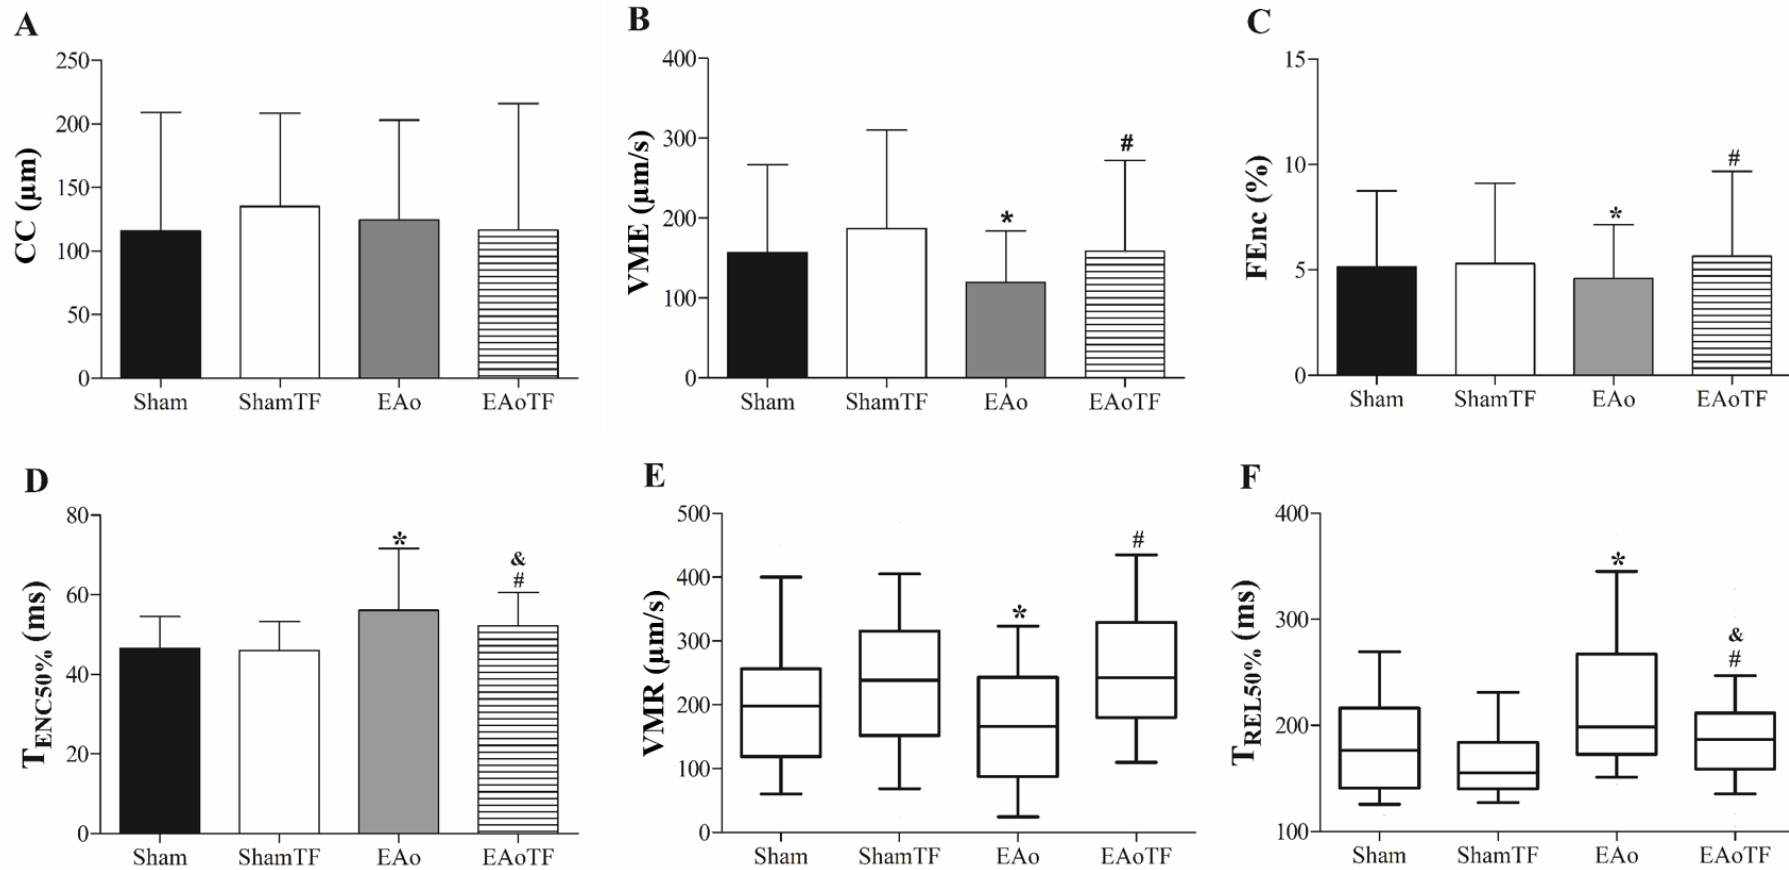 A
CC (µm)
250
200
150
100
50
0
Sham ShamTF EAo EAoTF
B
VME (µm/s)
400
300
200
100
0
* #
Sham ShamTF EAo EAoTF
C
FEnc (%)
15
10
5
0
* #
Sham ShamTF EAo EAoTF
D
TENC50% (ms)
80
60
40
20
0
* &
#
Sham ShamTF EAo EAoTF
E
VMR (µm/s)
500
400
300
200
100
0
* #
Sham ShamTF EAo EAoTF
F
TREL50% (ms)
400
300
200
100
* &
#
Sham ShamTF EAo EAoTF